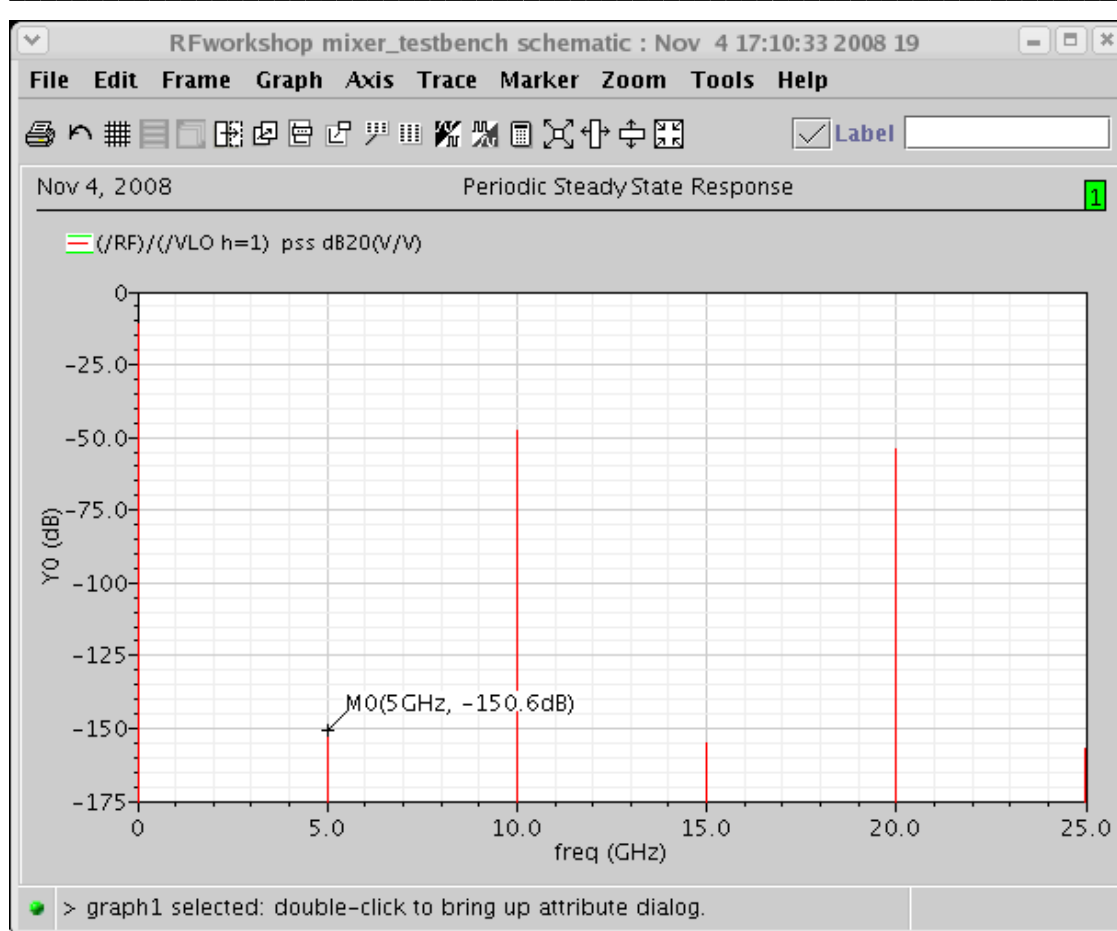 RFworkshop mixer_testbench schematic : Nov 4 17:10:33 2008 19
File Edit Frame Graph Axis Trace Marker Zoom Tools Help
Label
Nov 4, 2008 Periodic Steady State Response 1
(/RF)/(/VLO h=1) pss dB20(V/V)
0
-25.0
-50.0
-75.0
-100
-125
-150
-175
Y0 (dB)
M0(5GHz, -150.6dB)
0 5.0 10.0 15.0 20.0 25.0
freq (GHz)
> graph1 selected: double-click to bring up attribute dialog.